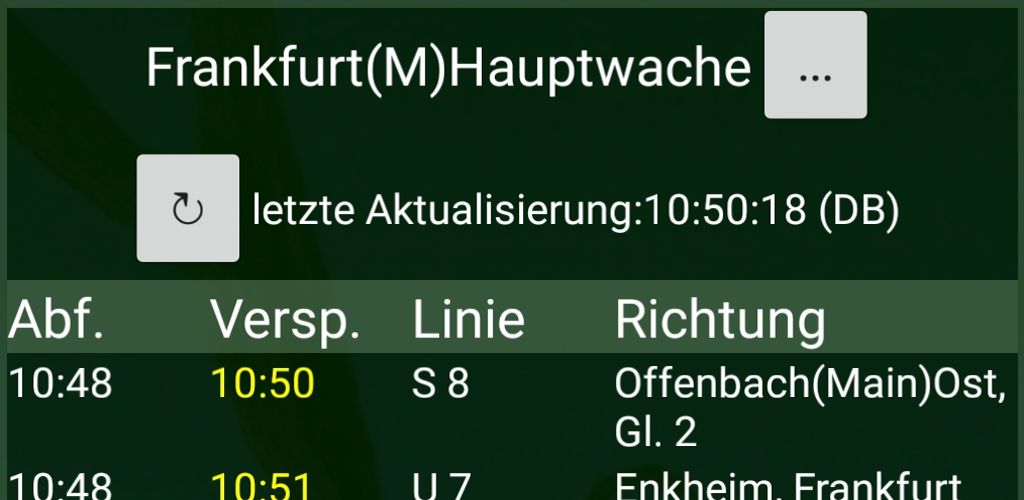 Frankfurt(M)Hauptwache ...
↻ letzte Aktualisierung:10:50:18 (DB)
Abf. Versp. Linie Richtung
10:48 10:50 S 8 Offenbach(Main)Ost,
Gl. 2
10:48 10:51 U 7 Enkheim, Frankfurt